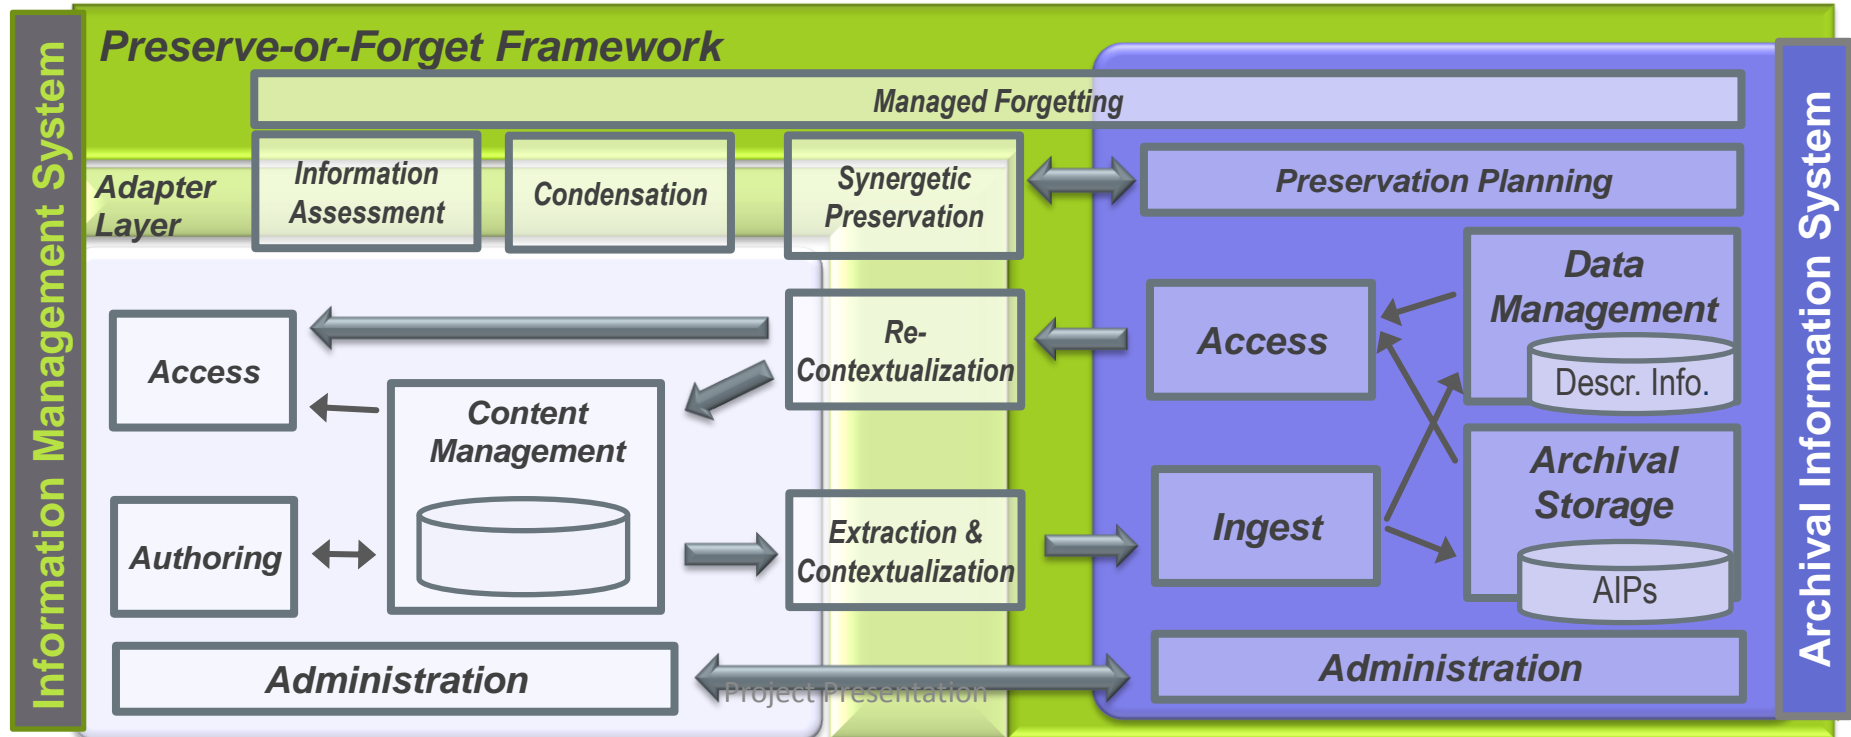 Information Management System
Preserve-or-Forget Framework
Managed Forgetting
Adapter
Layer
Information
Assessment
Condensation
Synergetic
Preservation
Preservation Planning
Access
Content
Management
Authoring
Administration
Re-
Contextualization
Extraction &
Contextualization
Access
Data
Management
Descr. Info.
Ingest
Archival
Storage
AIPs
Administration
Project Presentation
Archival Information System